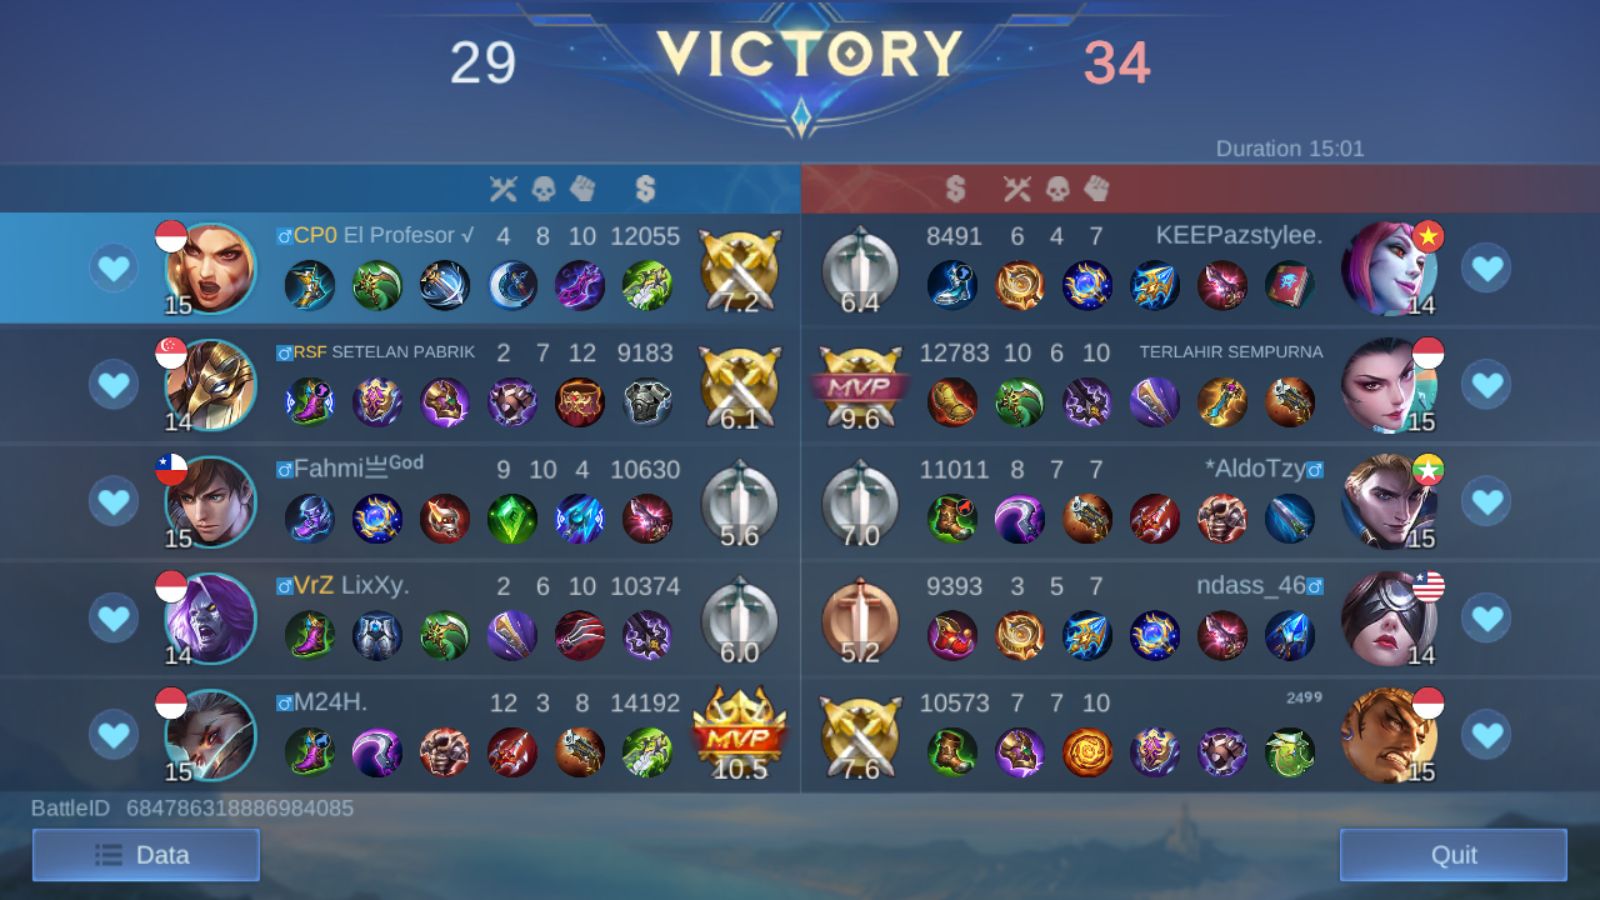 29 VICTORY 34
Duration 15:01
♂CP0 El Profesor √ 4 8 10 12055
15 7.2
8491 6 4 7 KEEPazstylee.
6.4 14
♂RSF SETELAN PABRIK 2 7 12 9183
14 6.1
12783 10 6 10 TERLAHIR SEMPURNA
MVP
9.6 15
♂Fahmi亗ᴳᵒᵈ 9 10 4 10630
15 5.6
11011 8 7 7 *AldoTzy♂
7.0 15
♂VrZ LixXy. 2 6 10 10374
14 6.0
9393 3 5 7 ndass_46♂
5.2 14
♂M24H. 12 3 8 14192
MVP
15 10.5
10573 7 7 10 ²⁴⁹⁹
7.6 15
BattleID 684786318886984085
Data
Quit